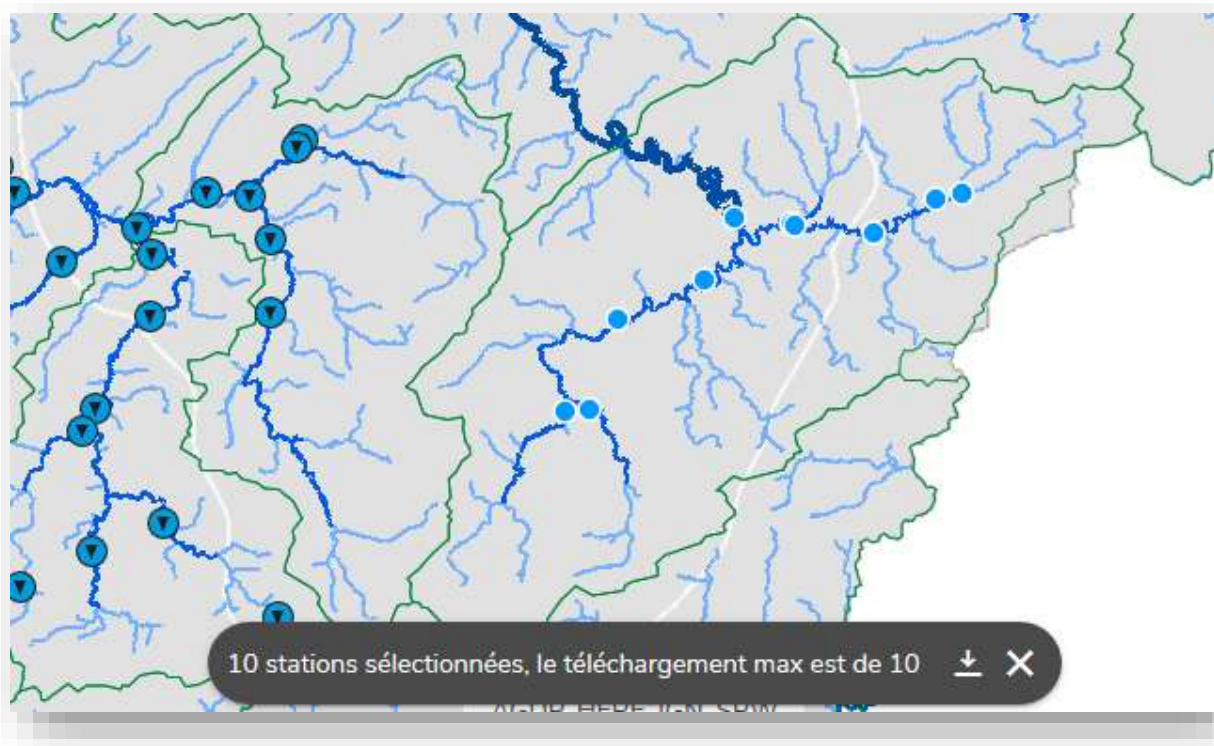 10 stations sélectionnées, le téléchargement max est de 10